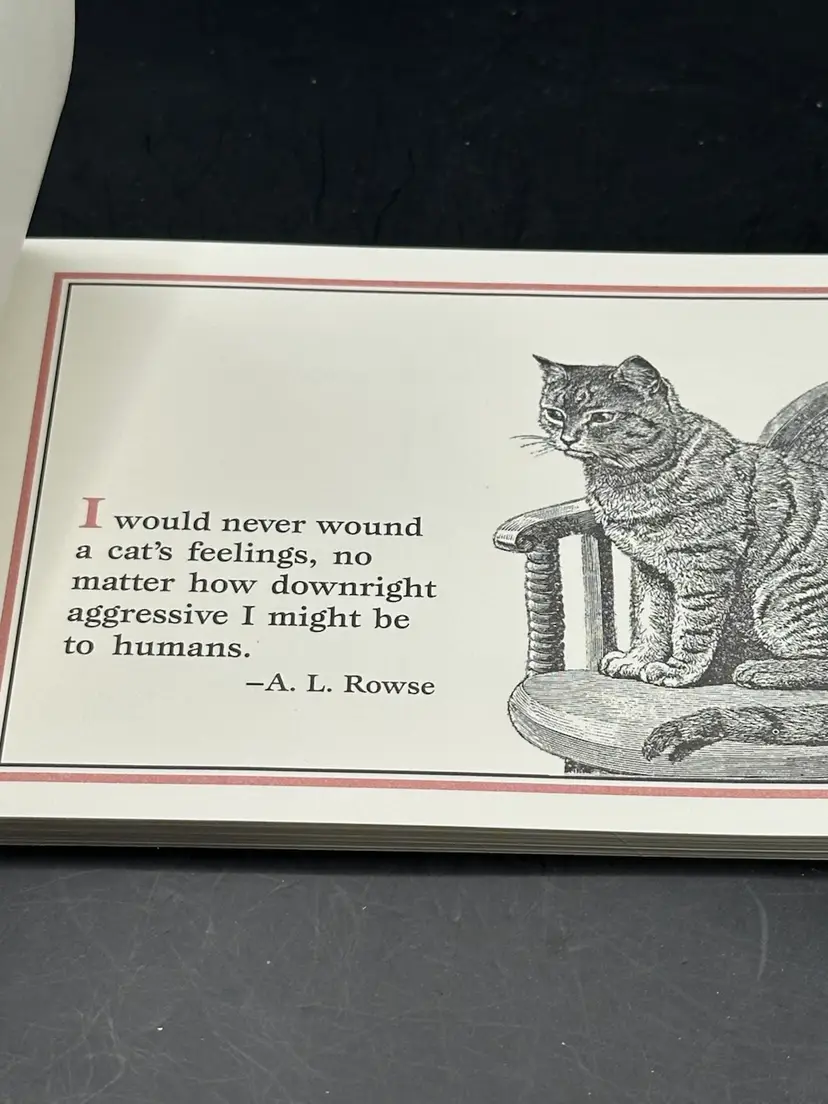 I would never wound
a cat's feelings, no
matter how downright
aggressive I might be
to humans.
–A. L. Rowse